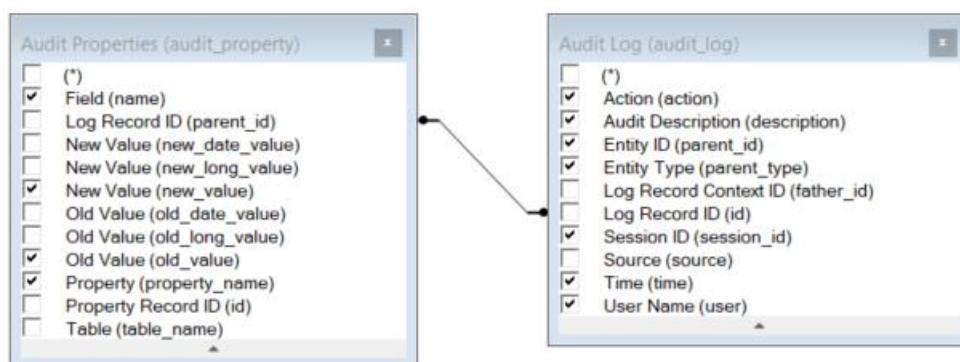 Audit Properties (audit_property)
(*)
Field (name)
Log Record ID (parent_id)
New Value (new_date_value)
New Value (new_long_value)
New Value (new_value)
Old Value (old_date_value)
Old Value (old_long_value)
Old Value (old_value)
Property (property_name)
Property Record ID (id)
Table (table_name)
Audit Log (audit_log)
(*)
Action (action)
Audit Description (description)
Entity ID (parent_id)
Entity Type (parent_type)
Log Record Context ID (father_id)
Log Record ID (id)
Session ID (session_id)
Source (source)
Time (time)
User Name (user)